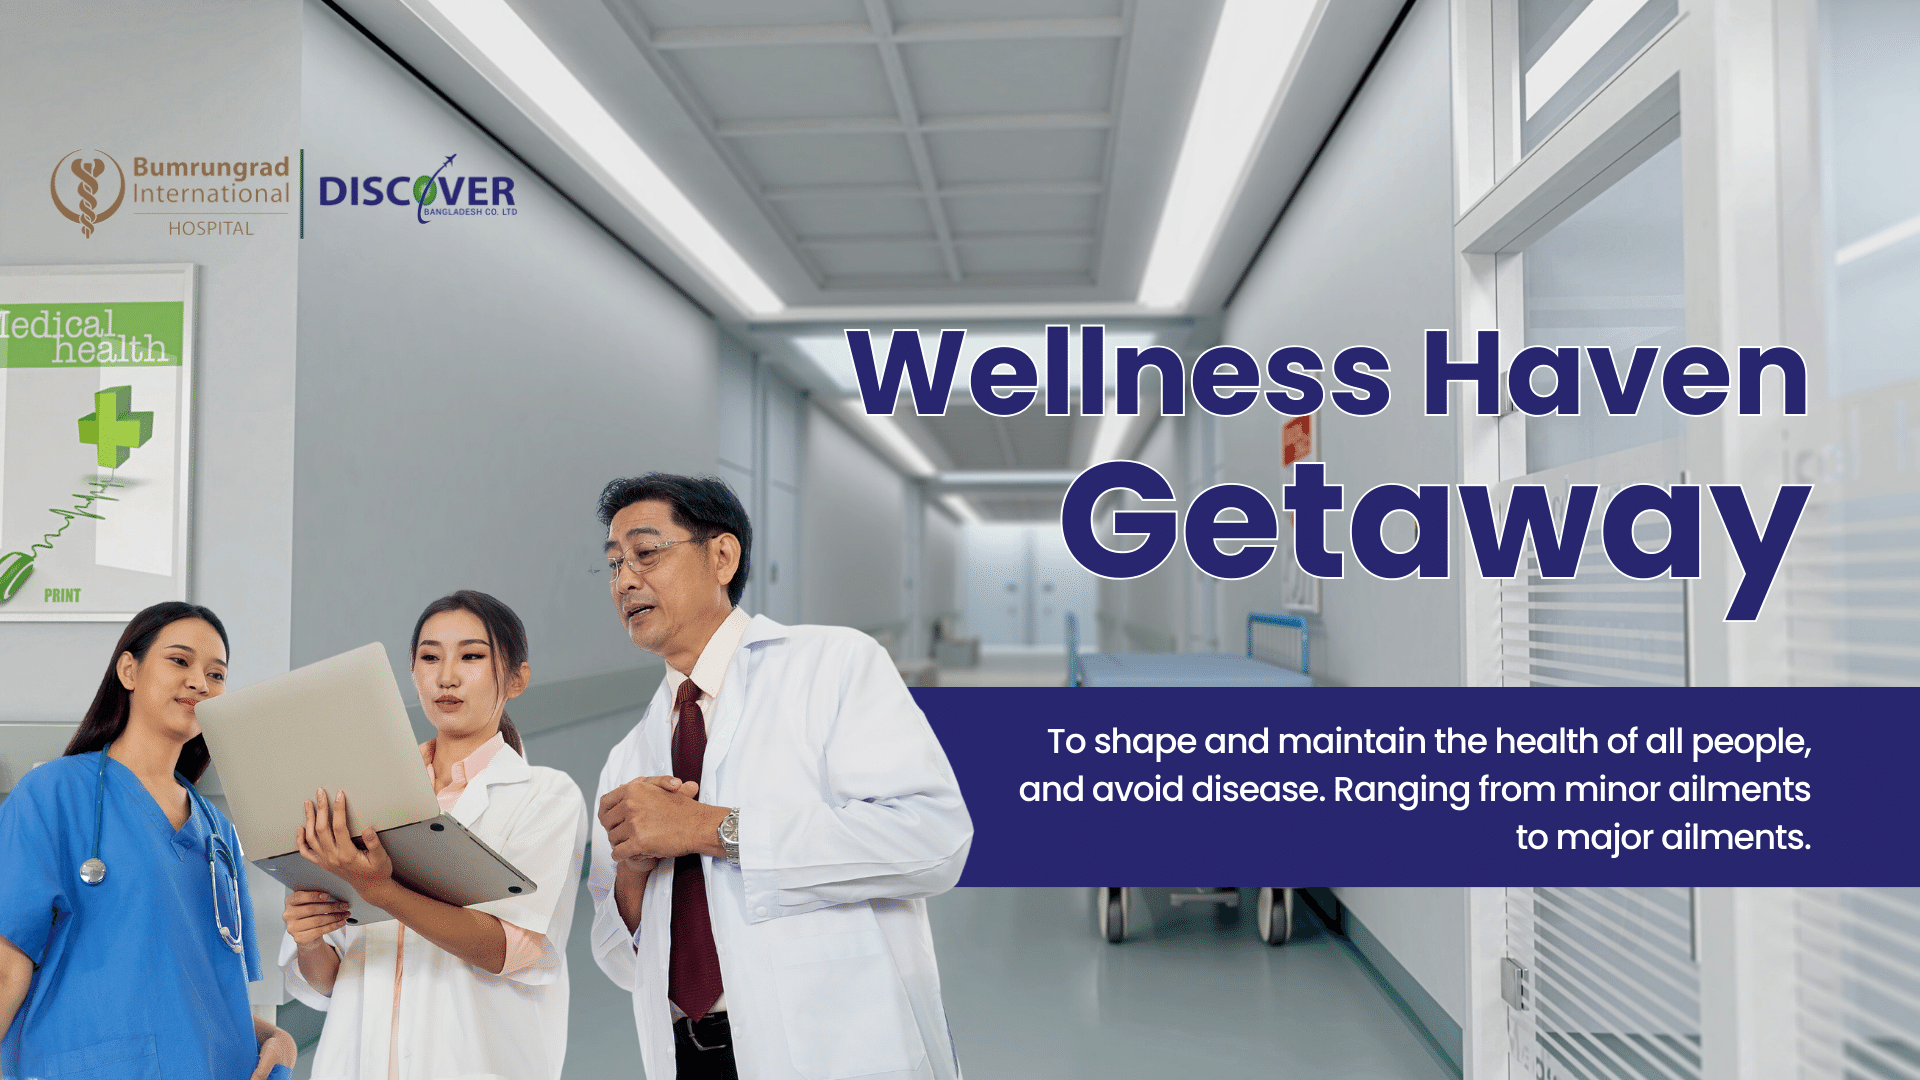 Bumrungrad
International
HOSPITAL
DISCOVER
BANGLADESH CO. LTD
Medical
health
PRINT
Wellness Haven
Getaway
To shape and maintain the health of all people,
and avoid disease. Ranging from minor ailments
to major ailments.